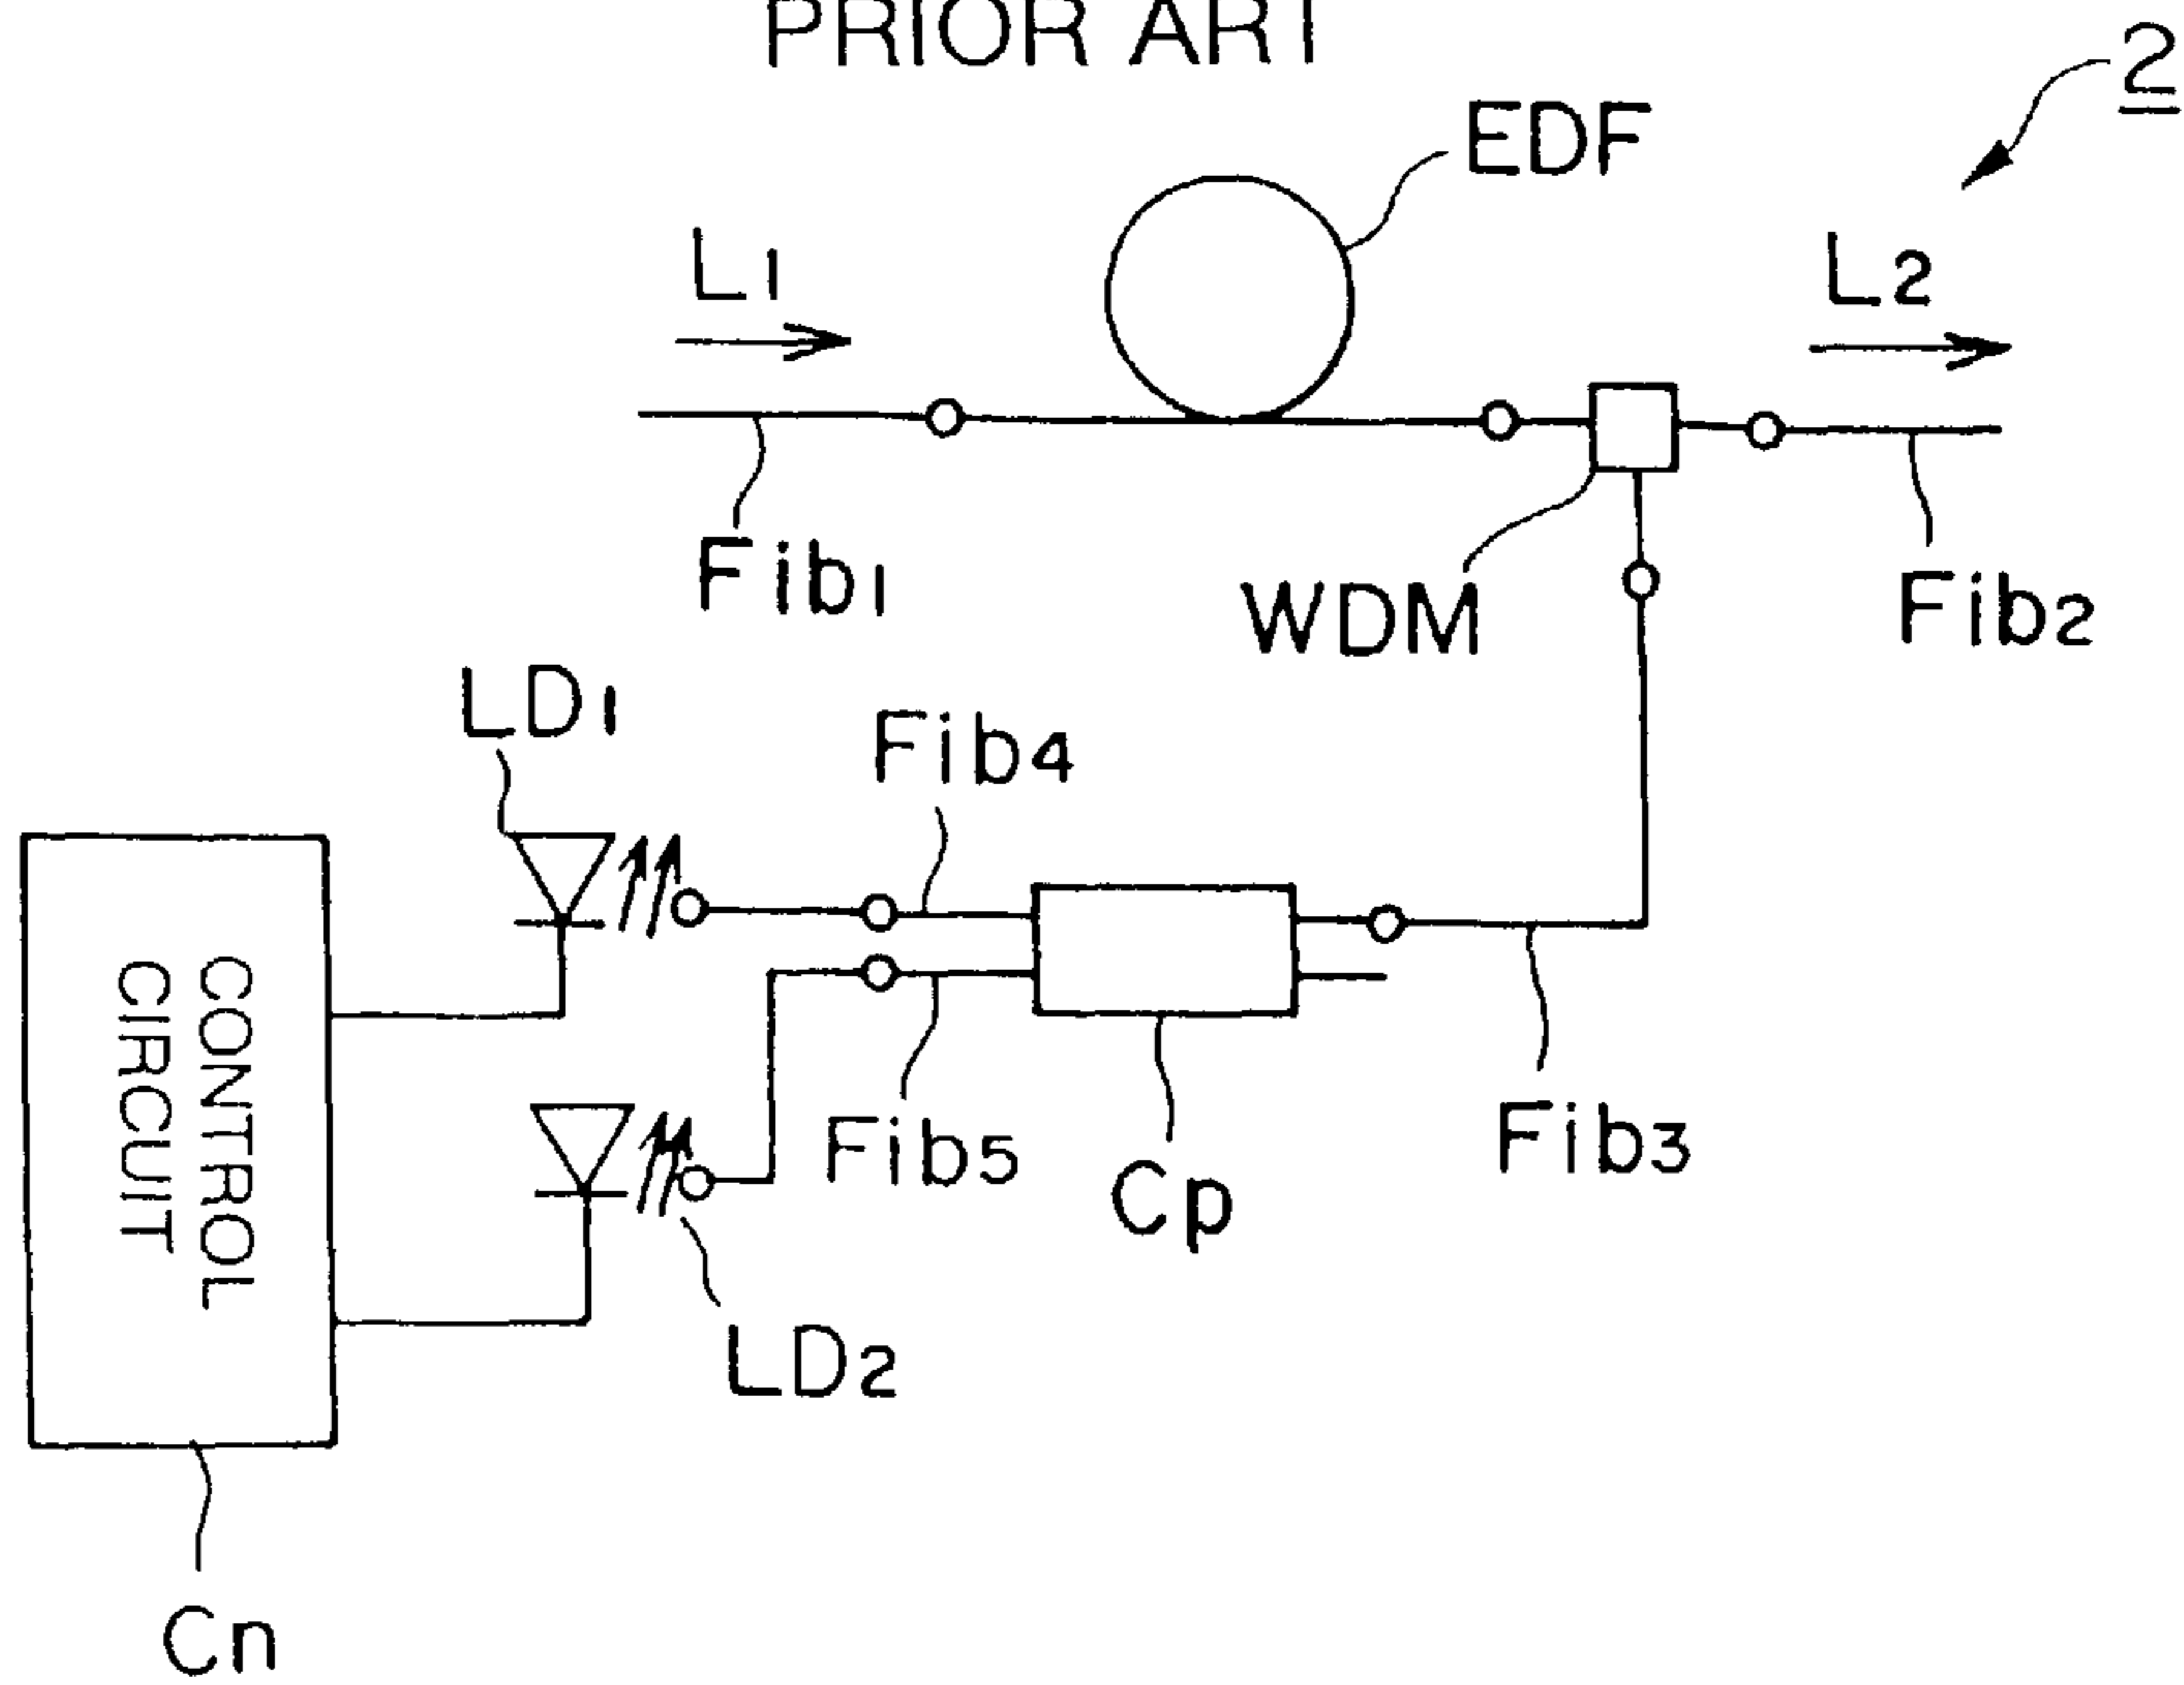 PRIOR ART
2
EDF
L1
L2
Fib1
WDM
Fib2
LD1
Fib4
CONTROL
CIRCUIT
Fib5
Cp
Fib3
LD2
Cn